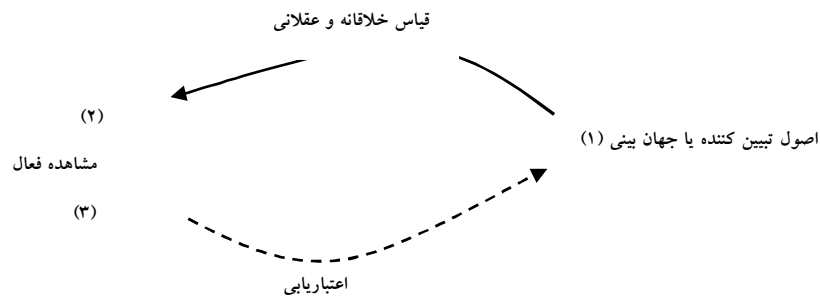 قیاس خلاقانه و عقلانی
اصول تبیین کننده یا جهان بینی (۱)
(۲)
مشاهده فعال
(۳)
اعتباریابی